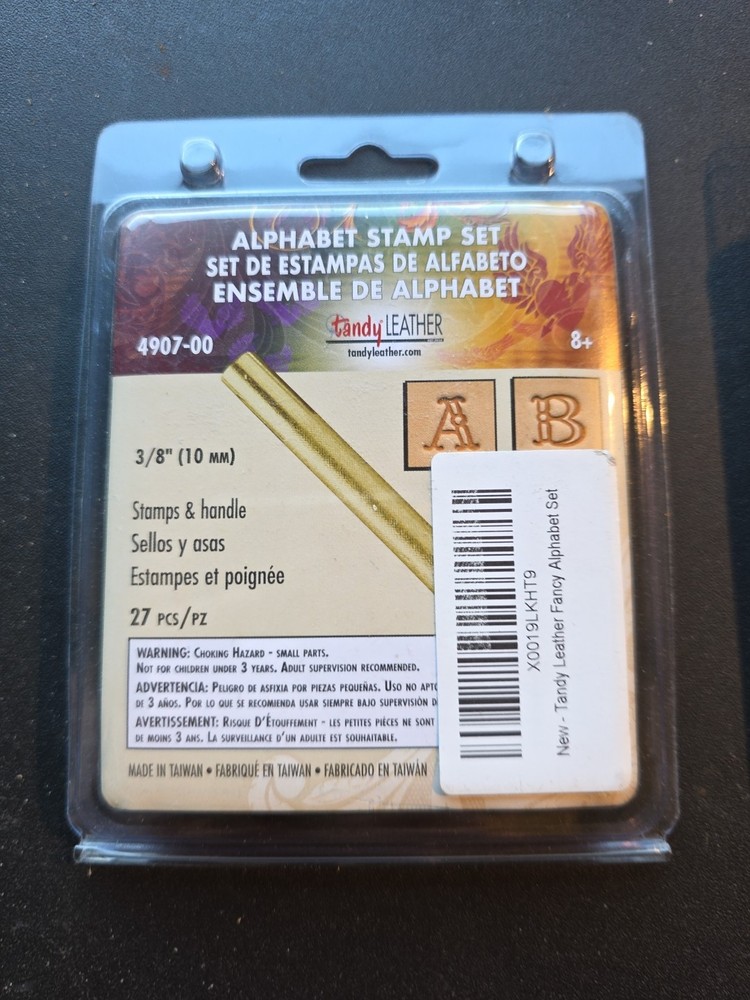 ALPHABET STAMP SET
SET DE ESTAMPAS DE ALFABETO
ENSEMBLE DE ALPHABET
tandy LEATHER
4907-00
8+
tandyleather.com
A B
3/8" (10 MM)
Stamps & handle
Sellos y asas
Estampes et poignée
27 PCS/PZ
WARNING: CHOKING HAZARD - SMALL PARTS.
NOT FOR CHILDREN UNDER 3 YEARS. ADULT SUPERVISION RECOMMENDED.
ADVERTENCIA: PELIGRO DE ASFIXIA POR PIEZAS PEQUEÑAS. USO NO
DE 3 AÑOS. POR LO QUE SE RECOMIENDA USAR SIEMPRE BAJO SUPERVISIÓN
AVERTISSEMENT: RISQUE D'ÉTOUFFEMENT - LES PETITES PIÈCES NE SONT
DE MOINS 3 ANS. LA SURVEILLANCE D'UN ADULTE EST SOUHAITABLE.
MADE IN TAIWAN • FABRIQUÉ EN TAIWAN • FABRICADO EN TAIWÁN
X0019LKHT9
New - Tandy Leather Fancy Alphabet Set